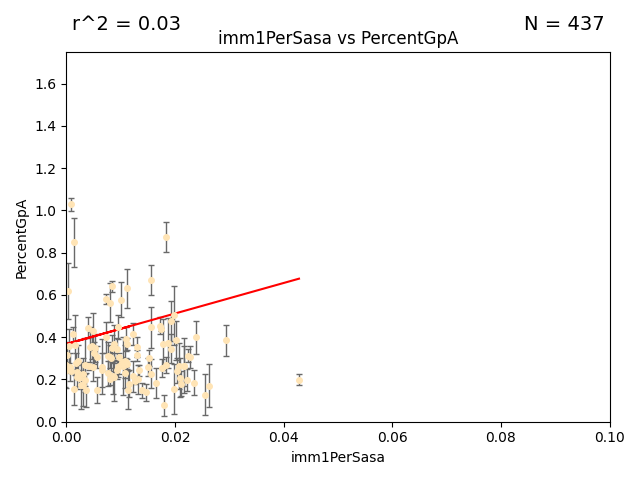 r^2 = 0.03
N = 437
imm1PerSasa vs PercentGpA
PercentGpA
1.6
1.4
1.2
1.0
0.8
0.6
0.4
0.2
0.0
0.00 0.02 0.04 0.06 0.08 0.10
imm1PerSasa